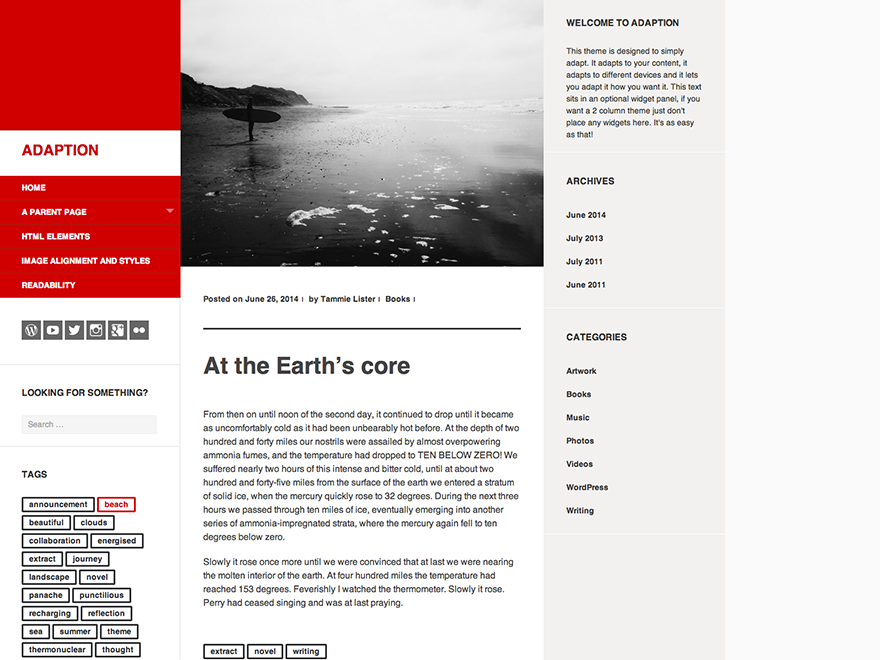 ADAPTION
HOME
A PARENT PAGE
HTML ELEMENTS
IMAGE ALIGNMENT AND STYLES
READABILITY
LOOKING FOR SOMETHING?
Search ...
TAGS
announcement beach
beautiful clouds
collaboration energised
extract journey
landscape novel
panache punctilious
recharging reflection
sea summer theme
thermonuclear thought
Posted on June 26, 2014 | by Tammie Lister | Books |
At the Earth's core
From then on until noon of the second day, it continued to drop until it became
as uncomfortably cold as it had been unbearably hot before. At the depth of two
hundred and forty miles our nostrils were assailed by almost overpowering
ammonia fumes, and the temperature had dropped to TEN BELOW ZERO! We
suffered nearly two hours of this intense and bitter cold, until at about two
hundred and forty-five miles from the surface of the earth we entered a stratum
of solid ice, when the mercury quickly rose to 32 degrees. During the next three
hours we passed through ten miles of ice, eventually emerging into another
series of ammonia-impregnated strata, where the mercury again fell to ten
degrees below zero.
Slowly it rose once more until we were convinced that at last we were nearing
the molten interior of the earth. At four hundred miles the temperature had
reached 153 degrees. Feverishly I watched the thermometer. Slowly it rose.
Perry had ceased singing and was at last praying.
extract novel writing
WELCOME TO ADAPTION
This theme is designed to simply
adapt. It adapts to your content, it
adapts to different devices and it lets
you adapt it how you want it. This text
sits in an optional widget panel, if you
want a 2 column theme just don't
place any widgets here. It's as easy
as that!
ARCHIVES
June 2014
July 2013
July 2011
June 2011
CATEGORIES
Artwork
Books
Music
Photos
Videos
WordPress
Writing